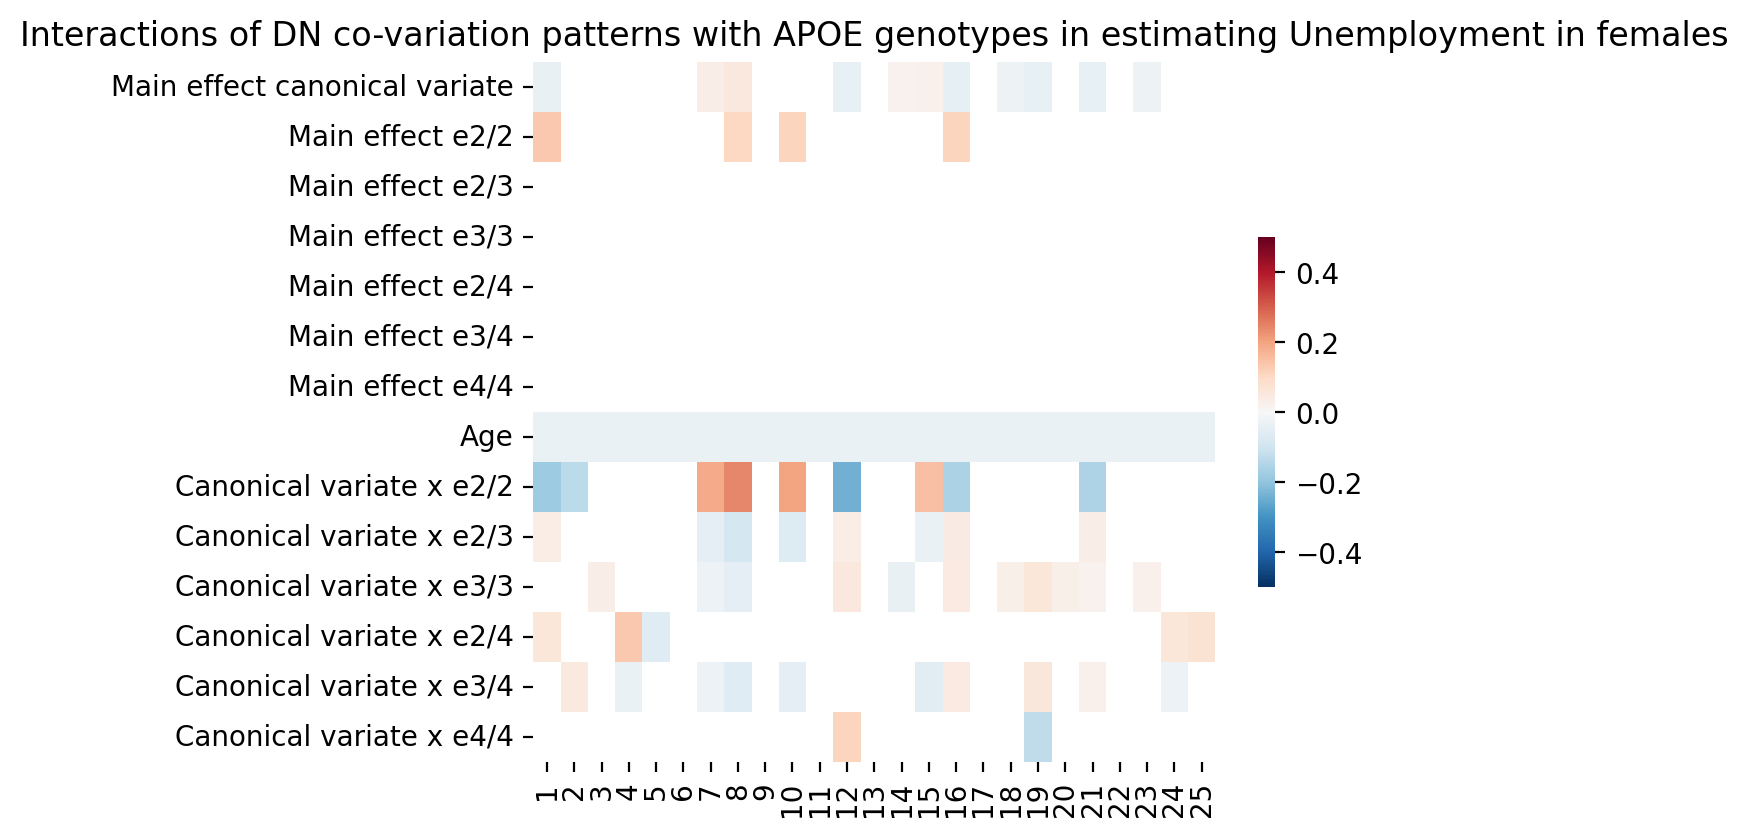 Interactions of DN co-variation patterns with APOE genotypes in estimating Unemployment in females
Main effect canonical variate
Main effect e2/2
Main effect e2/3
Main effect e3/3
Main effect e2/4
Main effect e3/4
Main effect e4/4
Age
Canonical variate x e2/2
Canonical variate x e2/3
Canonical variate x e3/3
Canonical variate x e2/4
Canonical variate x e3/4
Canonical variate x e4/4
1 2 3 4 5 6 7 8 9 10 11 12 13 14 15 16 17 18 19 20 21 22 23 24 25
0.4
0.2
0.0
−0.2
−0.4